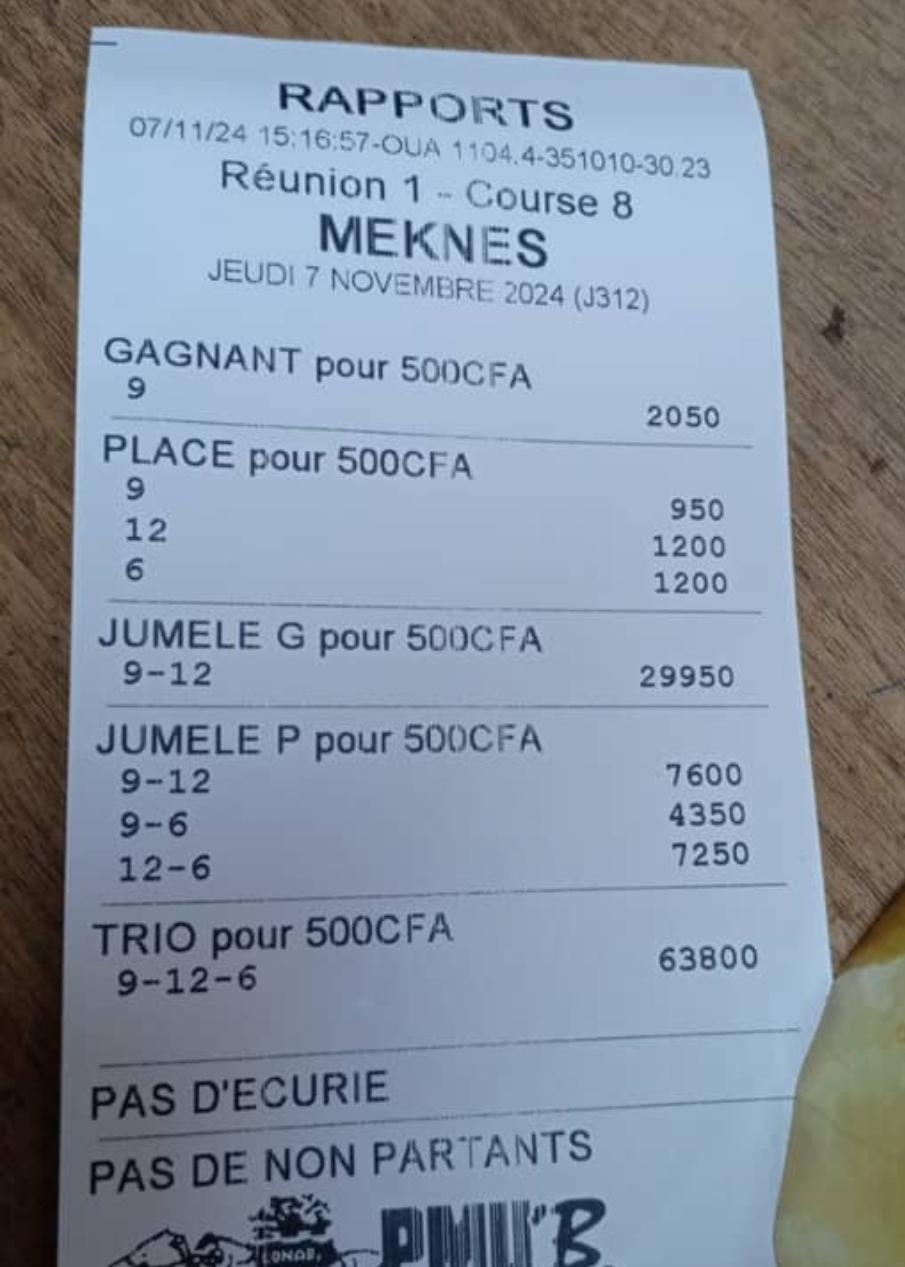 RAPPORTS
07/11/24 15:16:57-OUA 1104.4-351010-30.23
Réunion 1 - Course 8
MEKNES
JEUDI 7 NOVEMBRE 2024 (J312)
GAGNANT pour 500CFA
9 2050
PLACE pour 500CFA
9 950
12 1200
6 1200
JUMELE G pour 500CFA
9-12 29950
JUMELE P pour 500CFA
9-12 7600
9-6 4350
12-6 7250
TRIO pour 500CFA
9-12-6 63800
PAS D'ECURIE
PAS DE NON PARTANTS
LONAB PMU'B